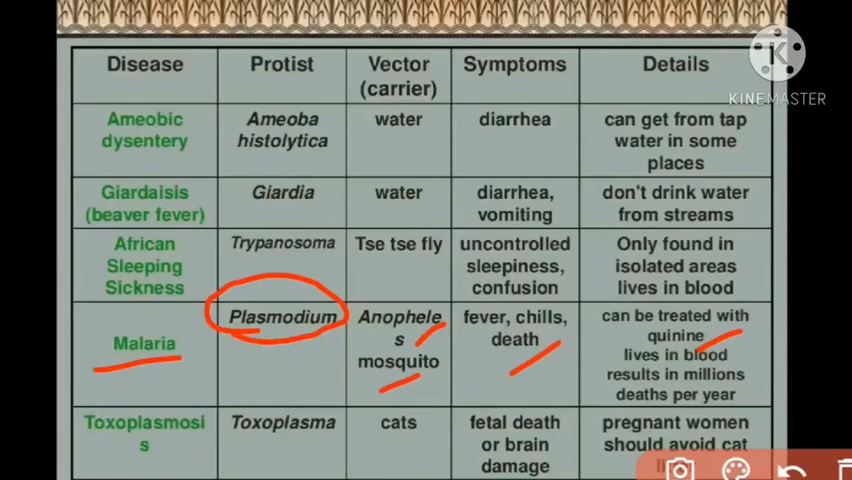 KINEMASTER
Disease Protist Vector Symptoms Details
(carrier)
Ameobic Ameoba water diarrhea can get from tap
dysentery histolytica water in some
places
Giardaisis Giardia water diarrhea, don't drink water
(beaver fever) vomiting from streams
African Trypanosoma Tse tse fly uncontrolled Only found in
Sleeping sleepiness, isolated areas
Sickness confusion lives in blood
Malaria Plasmodium Anophele fever, chills, can be treated with
s death quinine
mosquito lives in blood
results in millions
deaths per year
Toxoplasmosi Toxoplasma cats fetal death pregnant women
s or brain should avoid cat
damage